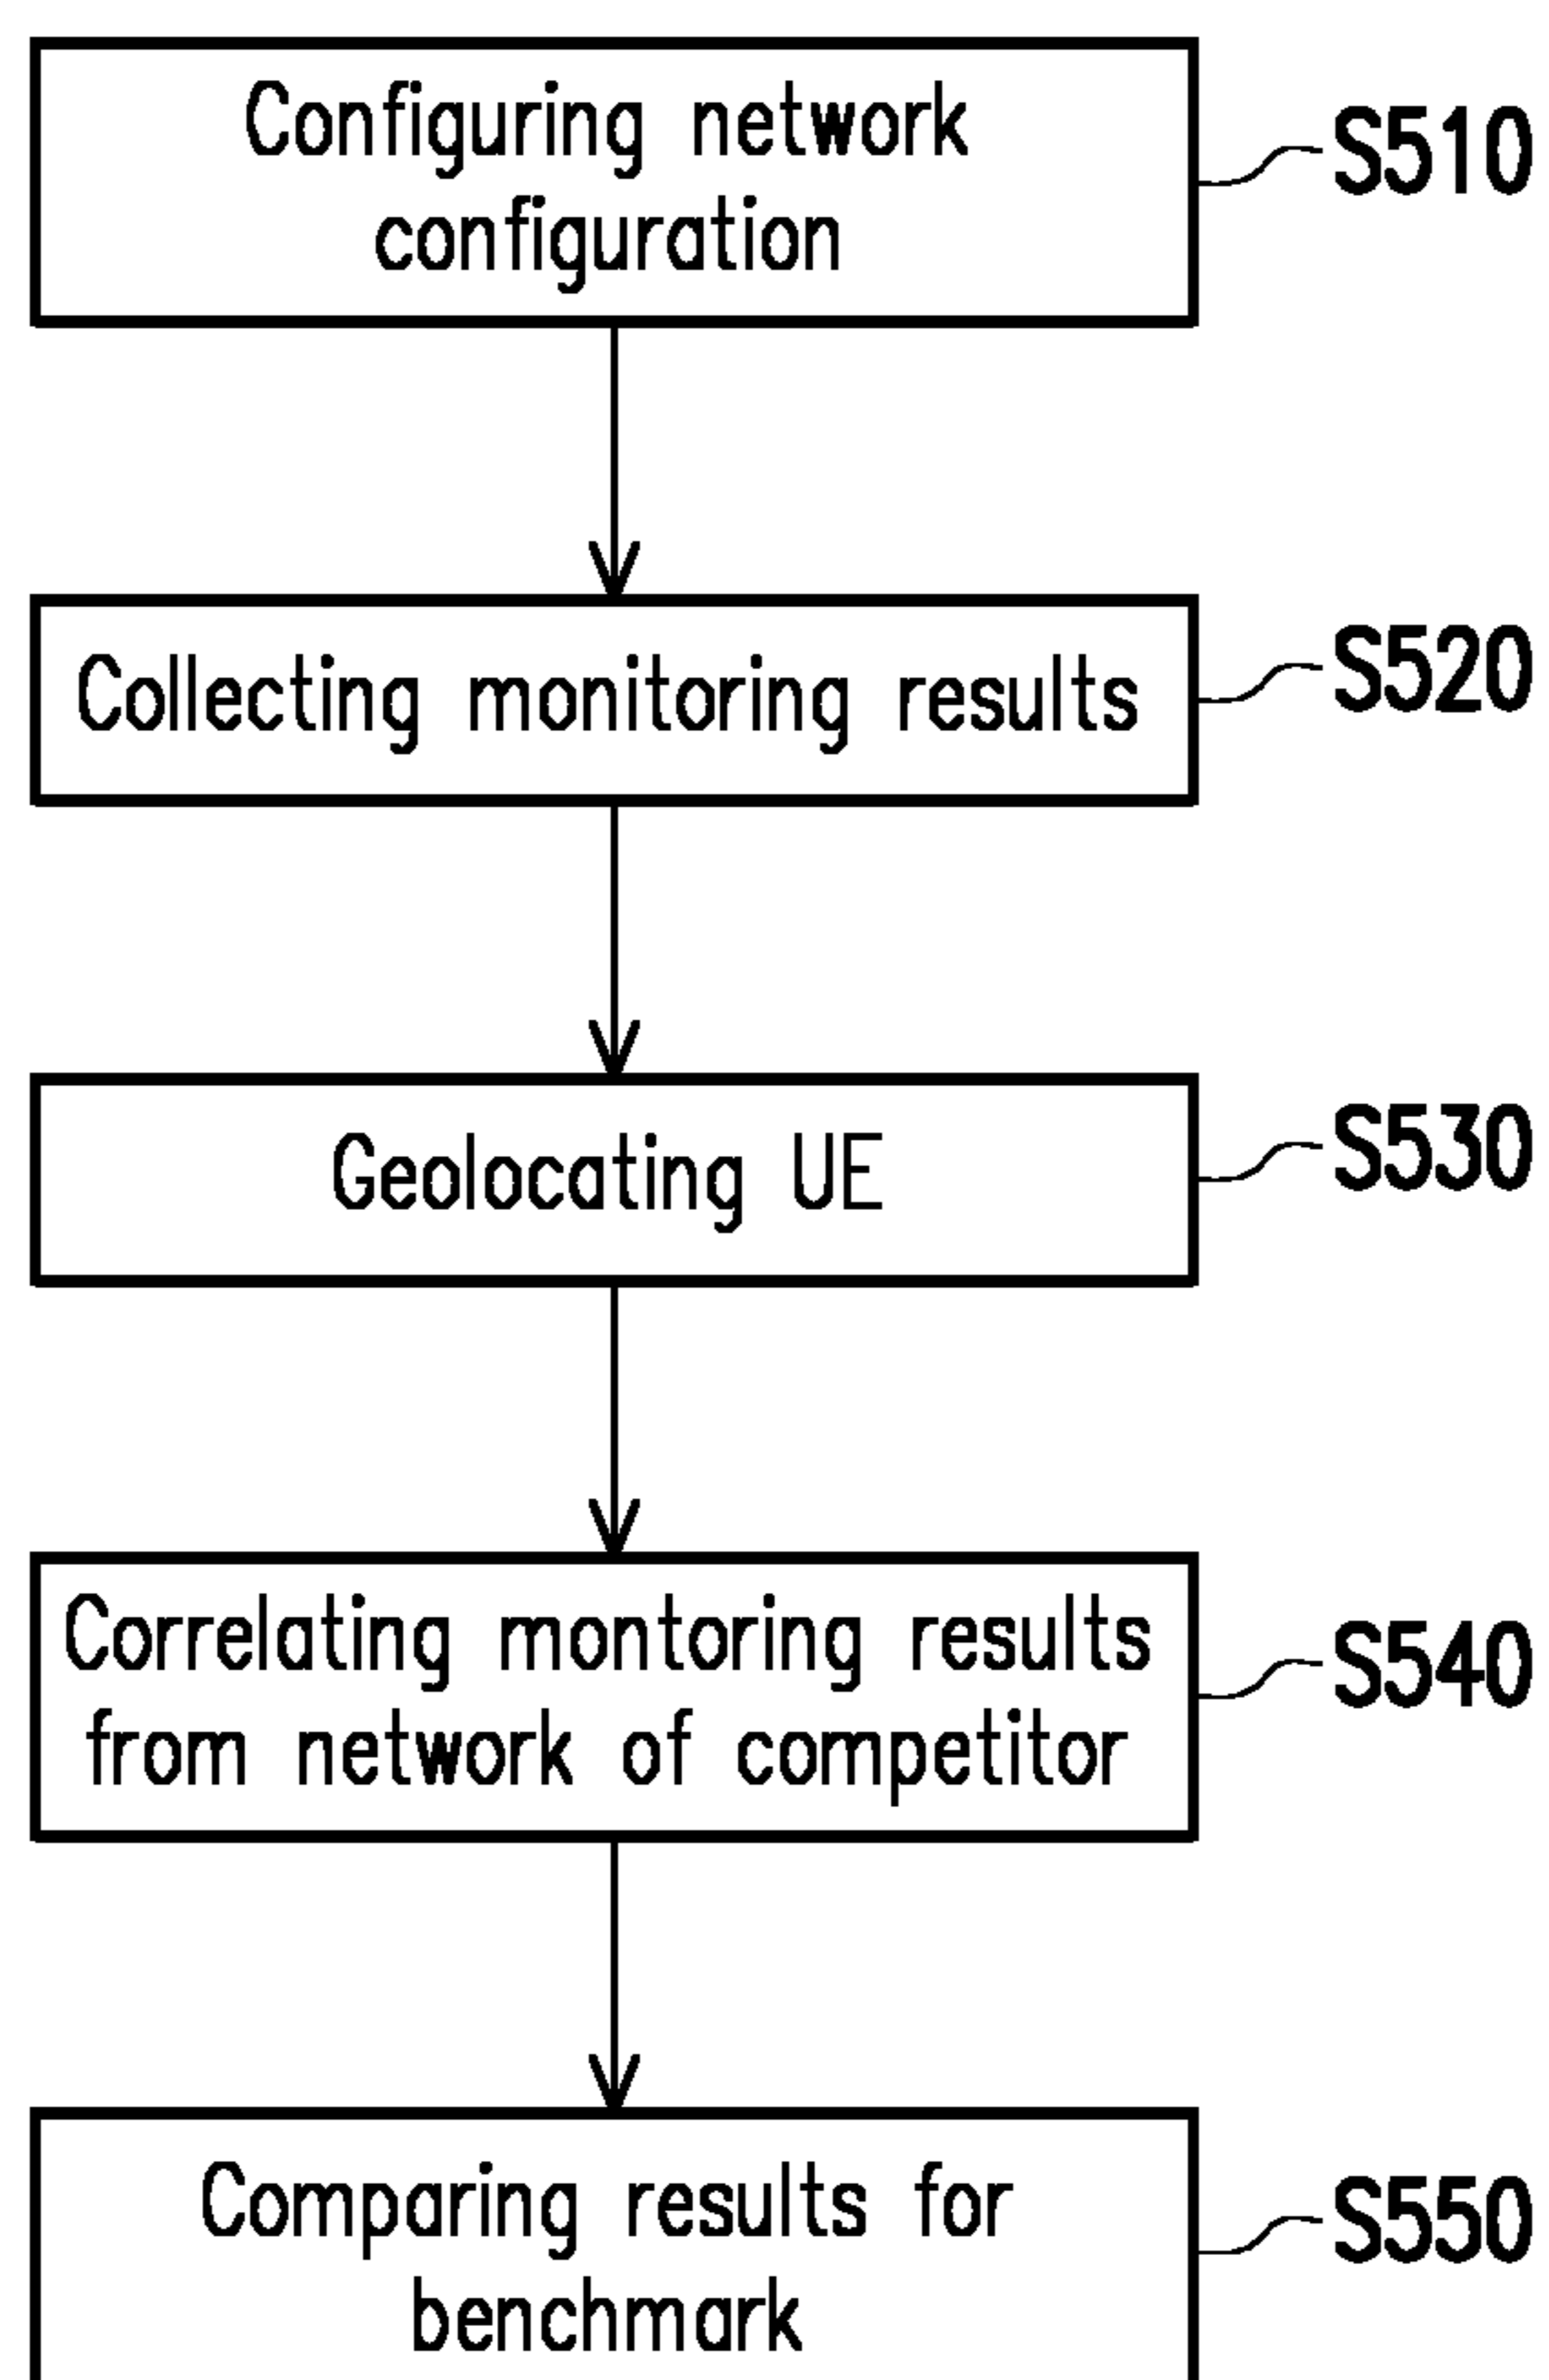 Configuring network
configuration
S510
Collecting monitoring results
S520
Geolocating UE
S530
Correlating montoring results
from network of competitor
S540
Comparing results for
benchmark
S550